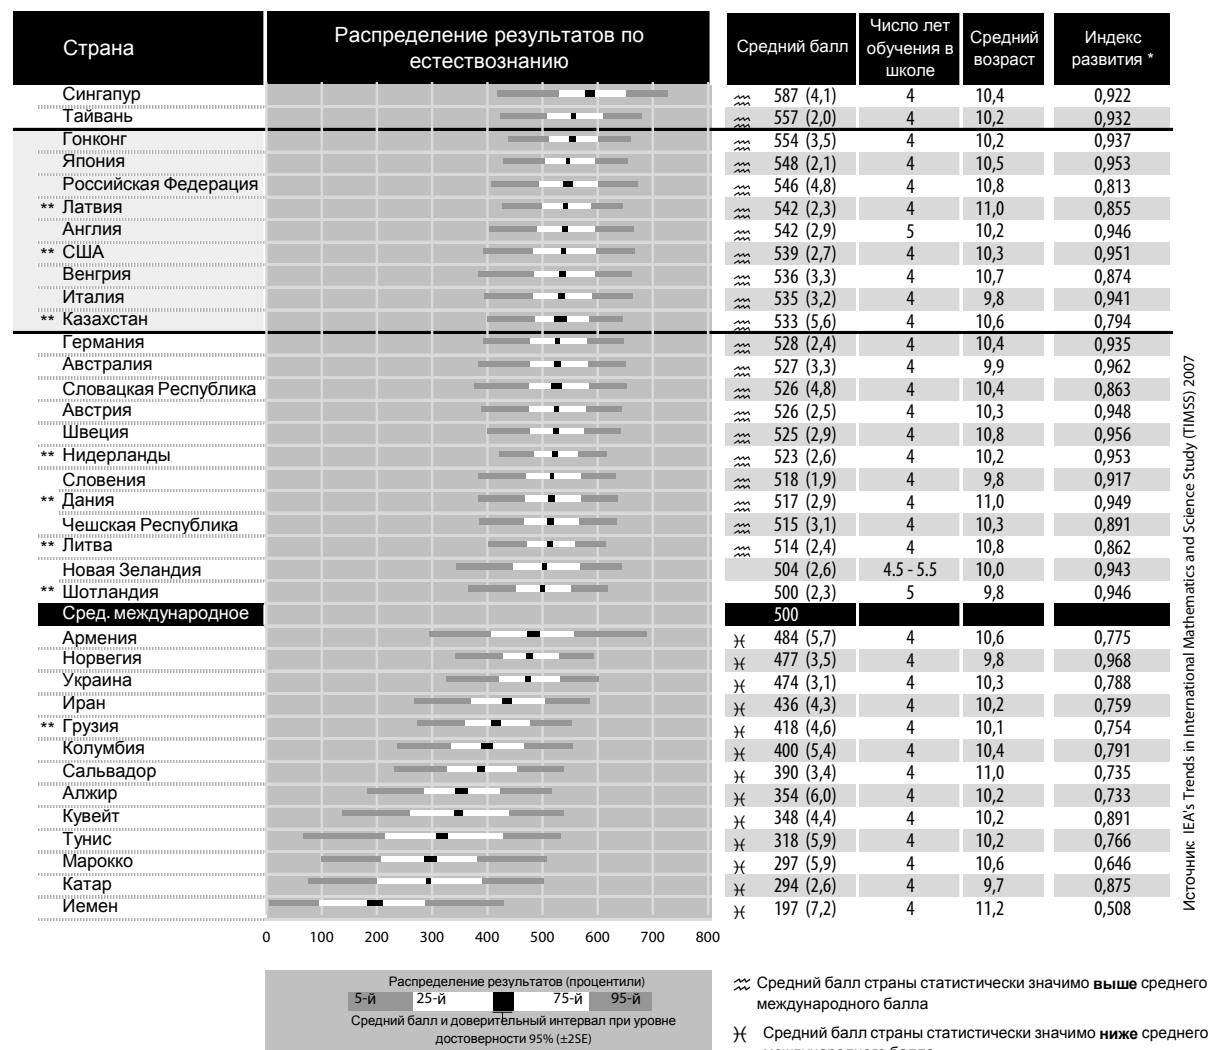 Страна Распределение результатов по естествознанию Средний балл Число лет обучения в школе Средний возраст Индекс развития *
Сингапур 587 (4,1) 4 10,4 0,922
Тайвань 557 (2,0) 4 10,2 0,932
Гонконг 554 (3,5) 4 10,2 0,937
Япония 548 (2,1) 4 10,5 0,953
Российская Федерация 546 (4,8) 4 10,8 0,813
** Латвия 542 (2,3) 4 11,0 0,855
Англия 542 (2,9) 5 10,2 0,946
** США 539 (2,7) 4 10,3 0,951
Венгрия 536 (3,3) 4 10,7 0,874
Италия 535 (3,2) 4 9,8 0,941
** Казахстан 533 (5,6) 4 10,6 0,794
Германия 528 (2,4) 4 10,4 0,935
Австралия 527 (3,3) 4 9,9 0,962
Словацкая Республика 526 (4,8) 4 10,4 0,863
Австрия 526 (2,5) 4 10,3 0,948
Швеция 525 (2,9) 4 10,8 0,956
** Нидерланды 523 (2,6) 4 10,2 0,953
Словения 518 (1,9) 4 9,8 0,917
** Дания 517 (2,9) 4 11,0 0,949
Чешская Республика 515 (3,1) 4 10,3 0,891
** Литва 514 (2,4) 4 10,8 0,862
Новая Зеландия 504 (2,6) 4.5 - 5.5 10,0 0,943
** Шотландия 500 (2,3) 5 9,8 0,946
Сред. международное 500
Армения 484 (5,7) 4 10,6 0,775
Норвегия 477 (3,5) 4 9,8 0,968
Украина 474 (3,1) 4 10,3 0,788
Иран 436 (4,3) 4 10,2 0,759
** Грузия 418 (4,6) 4 10,1 0,754
Колумбия 400 (5,4) 4 10,4 0,791
Сальвадор 390 (3,4) 4 11,0 0,735
Алжир 354 (6,0) 4 10,2 0,733
Кувейт 348 (4,4) 4 10,2 0,891
Тунис 318 (5,9) 4 10,2 0,766
Марокко 297 (5,9) 4 10,6 0,646
Катар 294 (2,6) 4 9,7 0,875
Йемен 197 (7,2) 4 11,2 0,508
0 100 200 300 400 500 600 700 800
Распределение результатов (процентили)
5-й 25-й 75-й 95-й
Средний балл и доверительный интервал при уровне
достоверности 95% (±2SE)
♒ Средний балл страны статистически значимо выше среднего
международного балла
♓ Средний балл страны статистически значимо ниже среднего
Источник: IEA's Trends in International Mathematics and Science Study (TIMSS) 2007